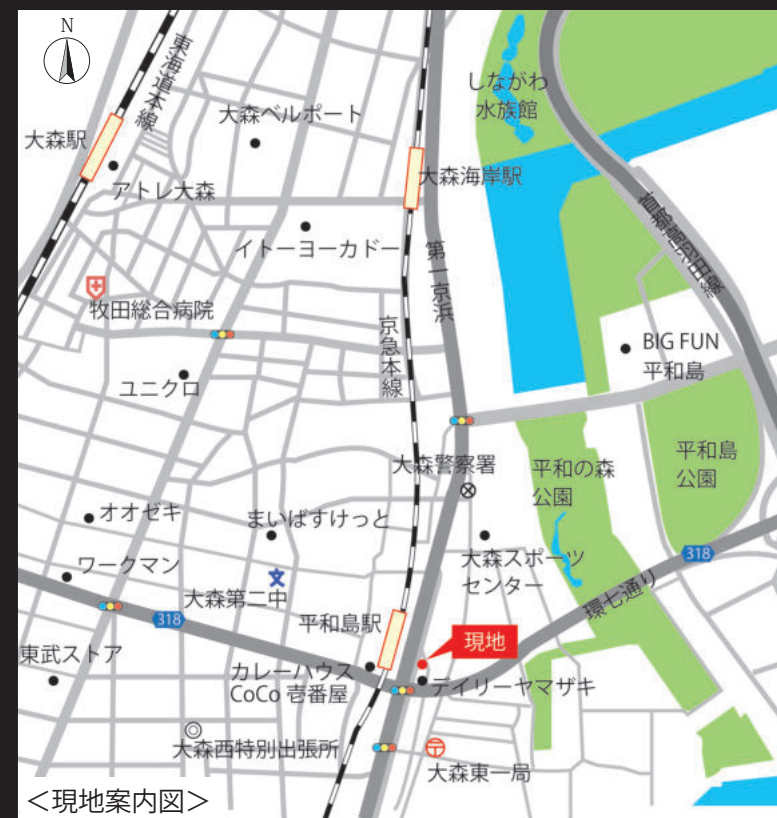 N
東海道本線
しながわ
水族館
大森ベルポート
大森駅
アトレ大森
大森海岸駅
首都高羽田線
イトーヨーカドー
第一京浜
牧田総合病院
京急本線
BIG FUN
平和島
ユニクロ
大森警察署
平和の森
公園
平和島
公園
オオゼキ
まいばすけっと
318
大森スポーツ
センター
ワークマン
大森第二中
環七通り
318
平和島駅
現地
東武ストア
カレーハウス
CoCo 壱番屋
デイリーヤマザキ
大森西特別出張所
大森東一局
＜現地案内図＞